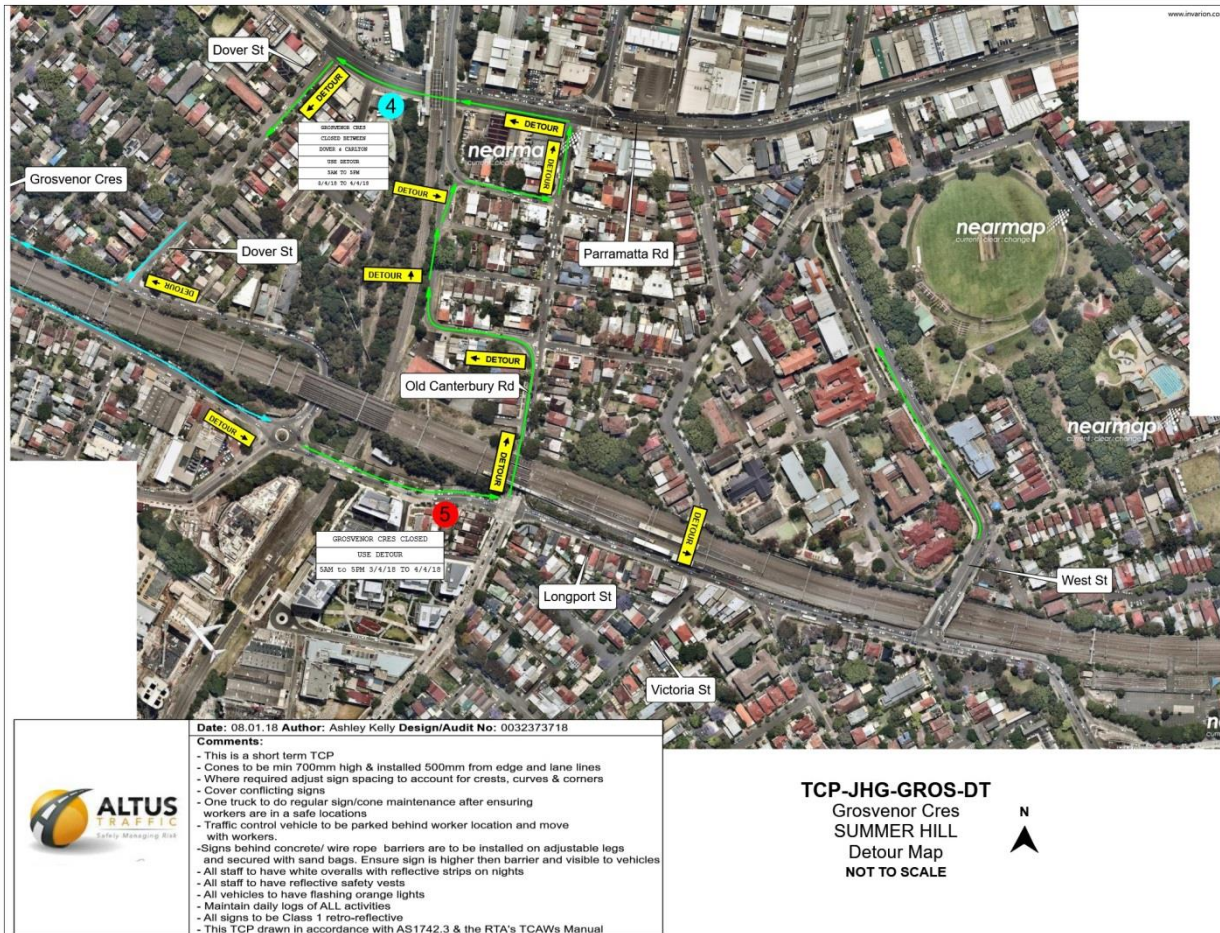 www.invarion.co
Dover St
DETOUR
4
DETOUR
GROSVENOR CRES
CLOSED BETWEEN
DOVER & CARLTON
USE DETOUR
5AM TO 5PM
3/4/18 TO 4/4/18
nearma
current : clear : change
DETOUR
Grosvenor Cres
DETOUR
nearmap
current : clear : change
Dover St
Parramatta Rd
DETOUR
DETOUR
DETOUR
Old Canterbury Rd
DETOUR
nearmap
current : clear : change
DETOUR
5
DETOUR
GROSVENOR CRES CLOSED
USE DETOUR
5AM to 5PM 3/4/18 TO 4/4/18
Longport St
West St
Victoria St
ALTUS
TRAFFIC
Safely Managing Risk
Date: 08.01.18 Author: Ashley Kelly Design/Audit No: 0032373718
Comments:
- This is a short term TCP
- Cones to be min 700mm high & installed 500mm from edge and lane lines
- Where required adjust sign spacing to account for crests, curves & corners
- Cover conflicting signs
- One truck to do regular sign/cone maintenance after ensuring
workers are in a safe locations
- Traffic control vehicle to be parked behind worker location and move
with workers.
-Signs behind concrete/ wire rope barriers are to be installed on adjustable legs
and secured with sand bags. Ensure sign is higher then barrier and visible to vehicles
- All staff to have white overalls with reflective strips on nights
- All staff to have reflective safety vests
- All vehicles to have flashing orange lights
- Maintain daily logs of ALL activities
- All signs to be Class 1 retro-reflective
- This TCP drawn in accordance with AS1742.3 & the RTA's TCAWs Manual
TCP-JHG-GROS-DT
Grosvenor Cres
SUMMER HILL
Detour Map
NOT TO SCALE
N